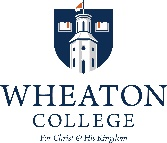 WHEATON
COLLEGE
For Christ & His Kingdom